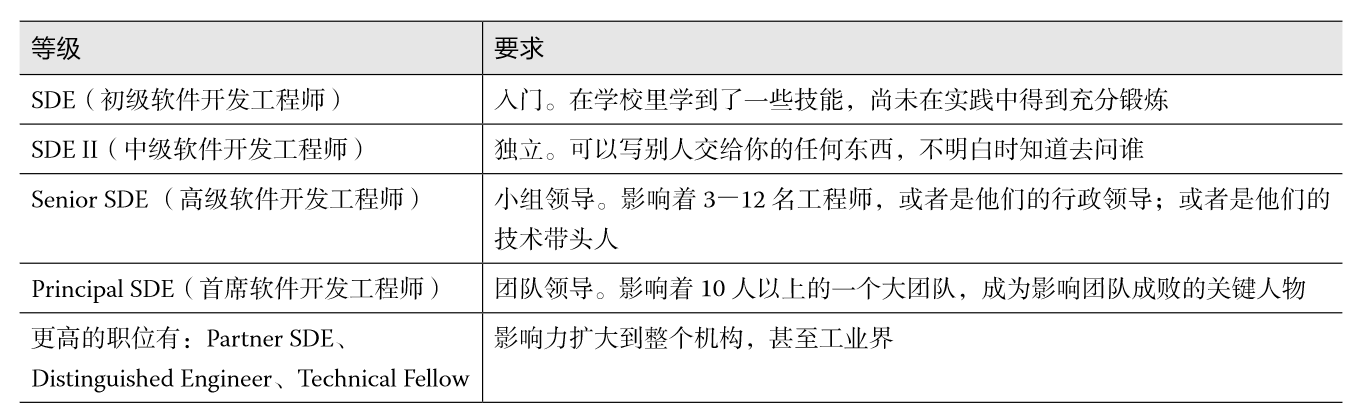 等级 要求
SDE（初级软件开发工程师） 入门。在学校里学到了一些技能，尚未在实践中得到充分锻炼
SDE II（中级软件开发工程师） 独立。可以写别人交给你的任何东西，不明白时知道去问谁
Senior SDE（高级软件开发工程师） 小组领导。影响着 3—12 名工程师，或者是他们的行政领导；或者是他们的
技术带头人
Principal SDE（首席软件开发工程师） 团队领导。影响着 10 人以上的一个大团队，成为影响团队成败的关键人物
更高的职位有：Partner SDE、 影响力扩大到整个机构，甚至工业界
Distinguished Engineer、Technical Fellow